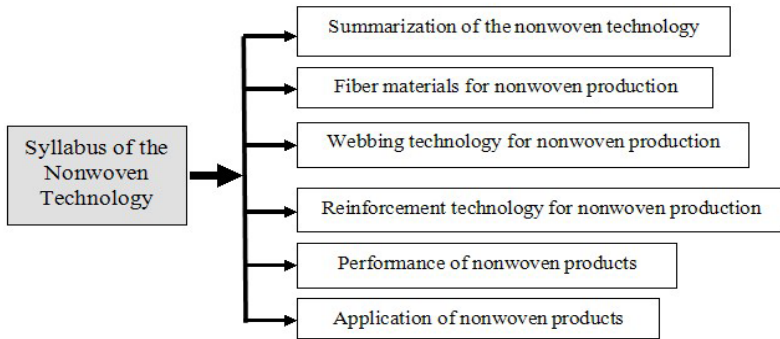 Summarization of the nonwoven technology
Fiber materials for nonwoven production
Webbing technology for nonwoven production
Syllabus of the
Nonwoven
Technology
Reinforcement technology for nonwoven production
Performance of nonwoven products
Application of nonwoven products